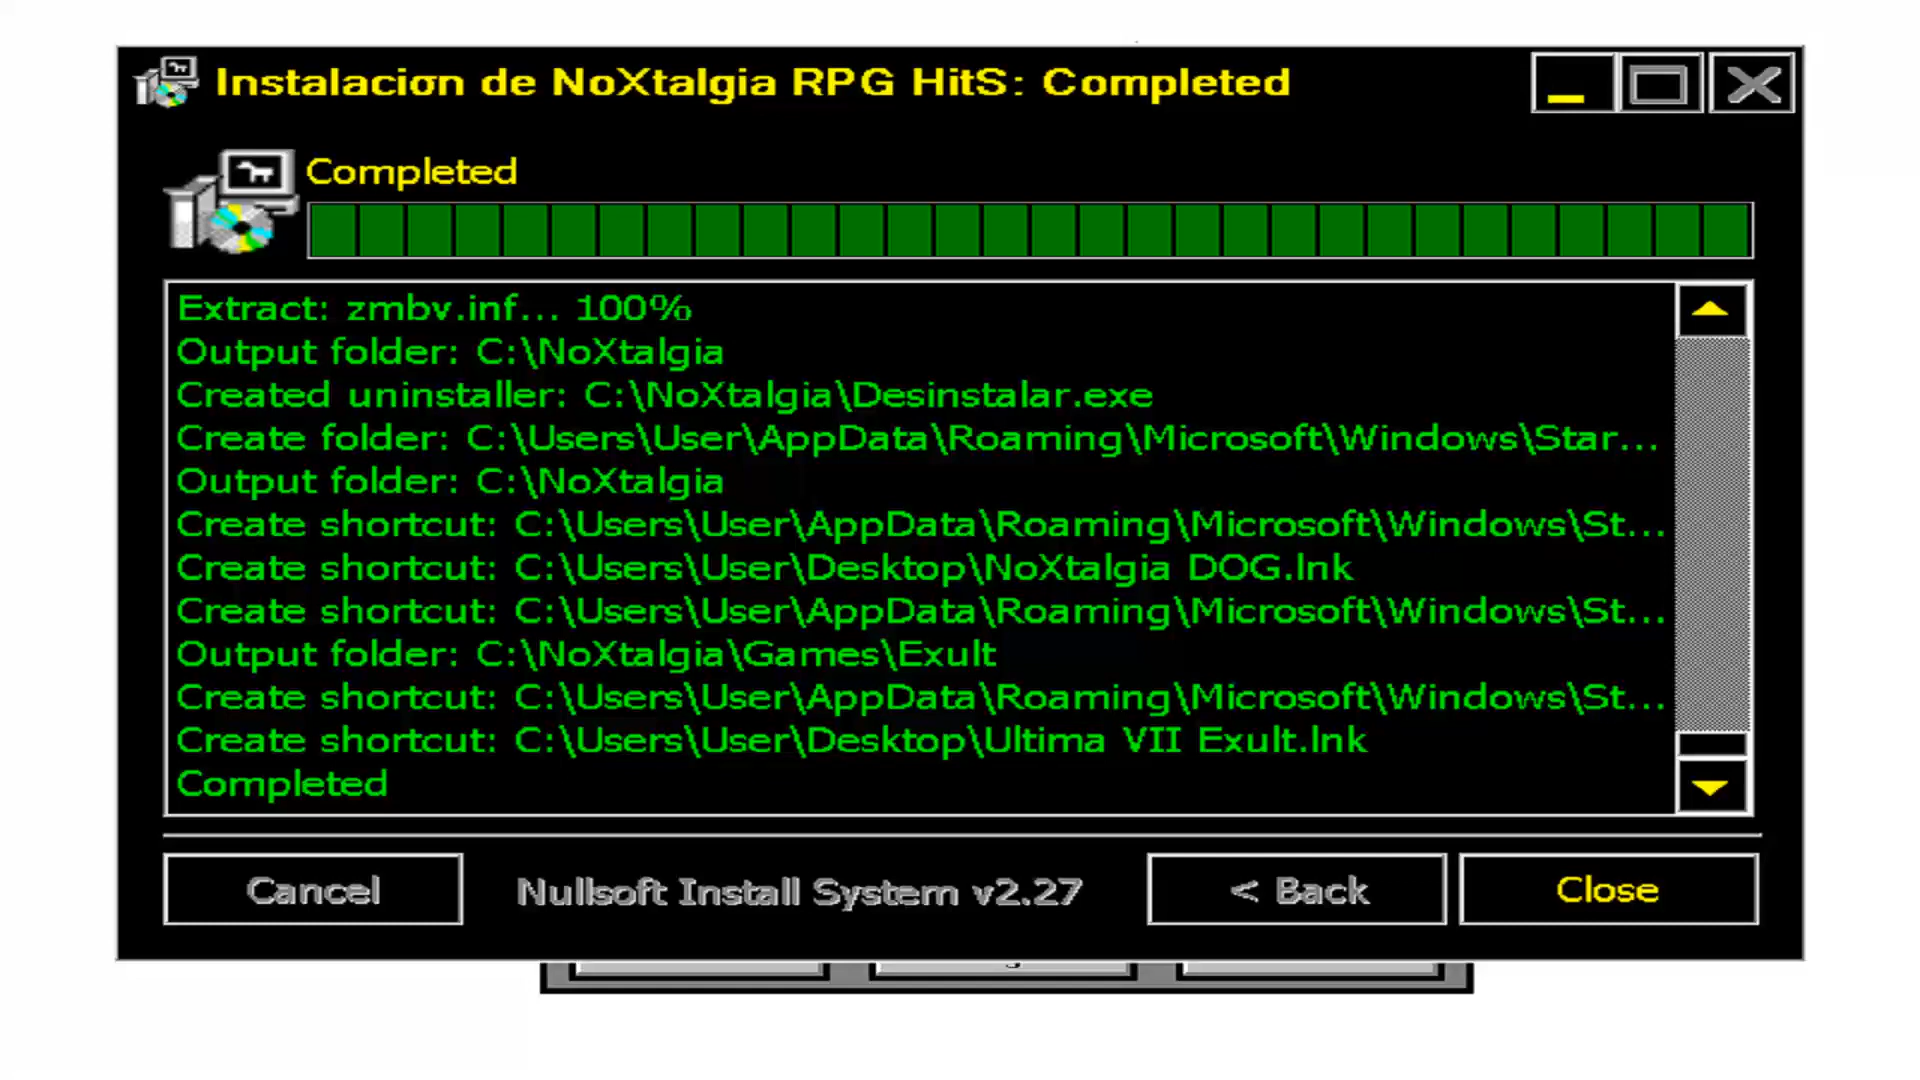 Instalacion de NoXtalgia RPG HitS: Completed
Completed
Extract: zmbv.inf... 100%
Output folder: C:\NoXtalgia
Created uninstaller: C:\NoXtalgia\Desinstalar.exe
Create folder: C:\Users\User\AppData\Roaming\Microsoft\Windows\Star...
Output folder: C:\NoXtalgia
Create shortcut: C:\Users\User\AppData\Roaming\Microsoft\Windows\St...
Create shortcut: C:\Users\User\Desktop\NoXtalgia DOG.lnk
Create shortcut: C:\Users\User\AppData\Roaming\Microsoft\Windows\St...
Output folder: C:\NoXtalgia\Games\Exult
Create shortcut: C:\Users\User\AppData\Roaming\Microsoft\Windows\St...
Create shortcut: C:\Users\User\Desktop\Ultima VII Exult.lnk
Completed
Cancel Nullsoft Install System v2.27 < Back Close